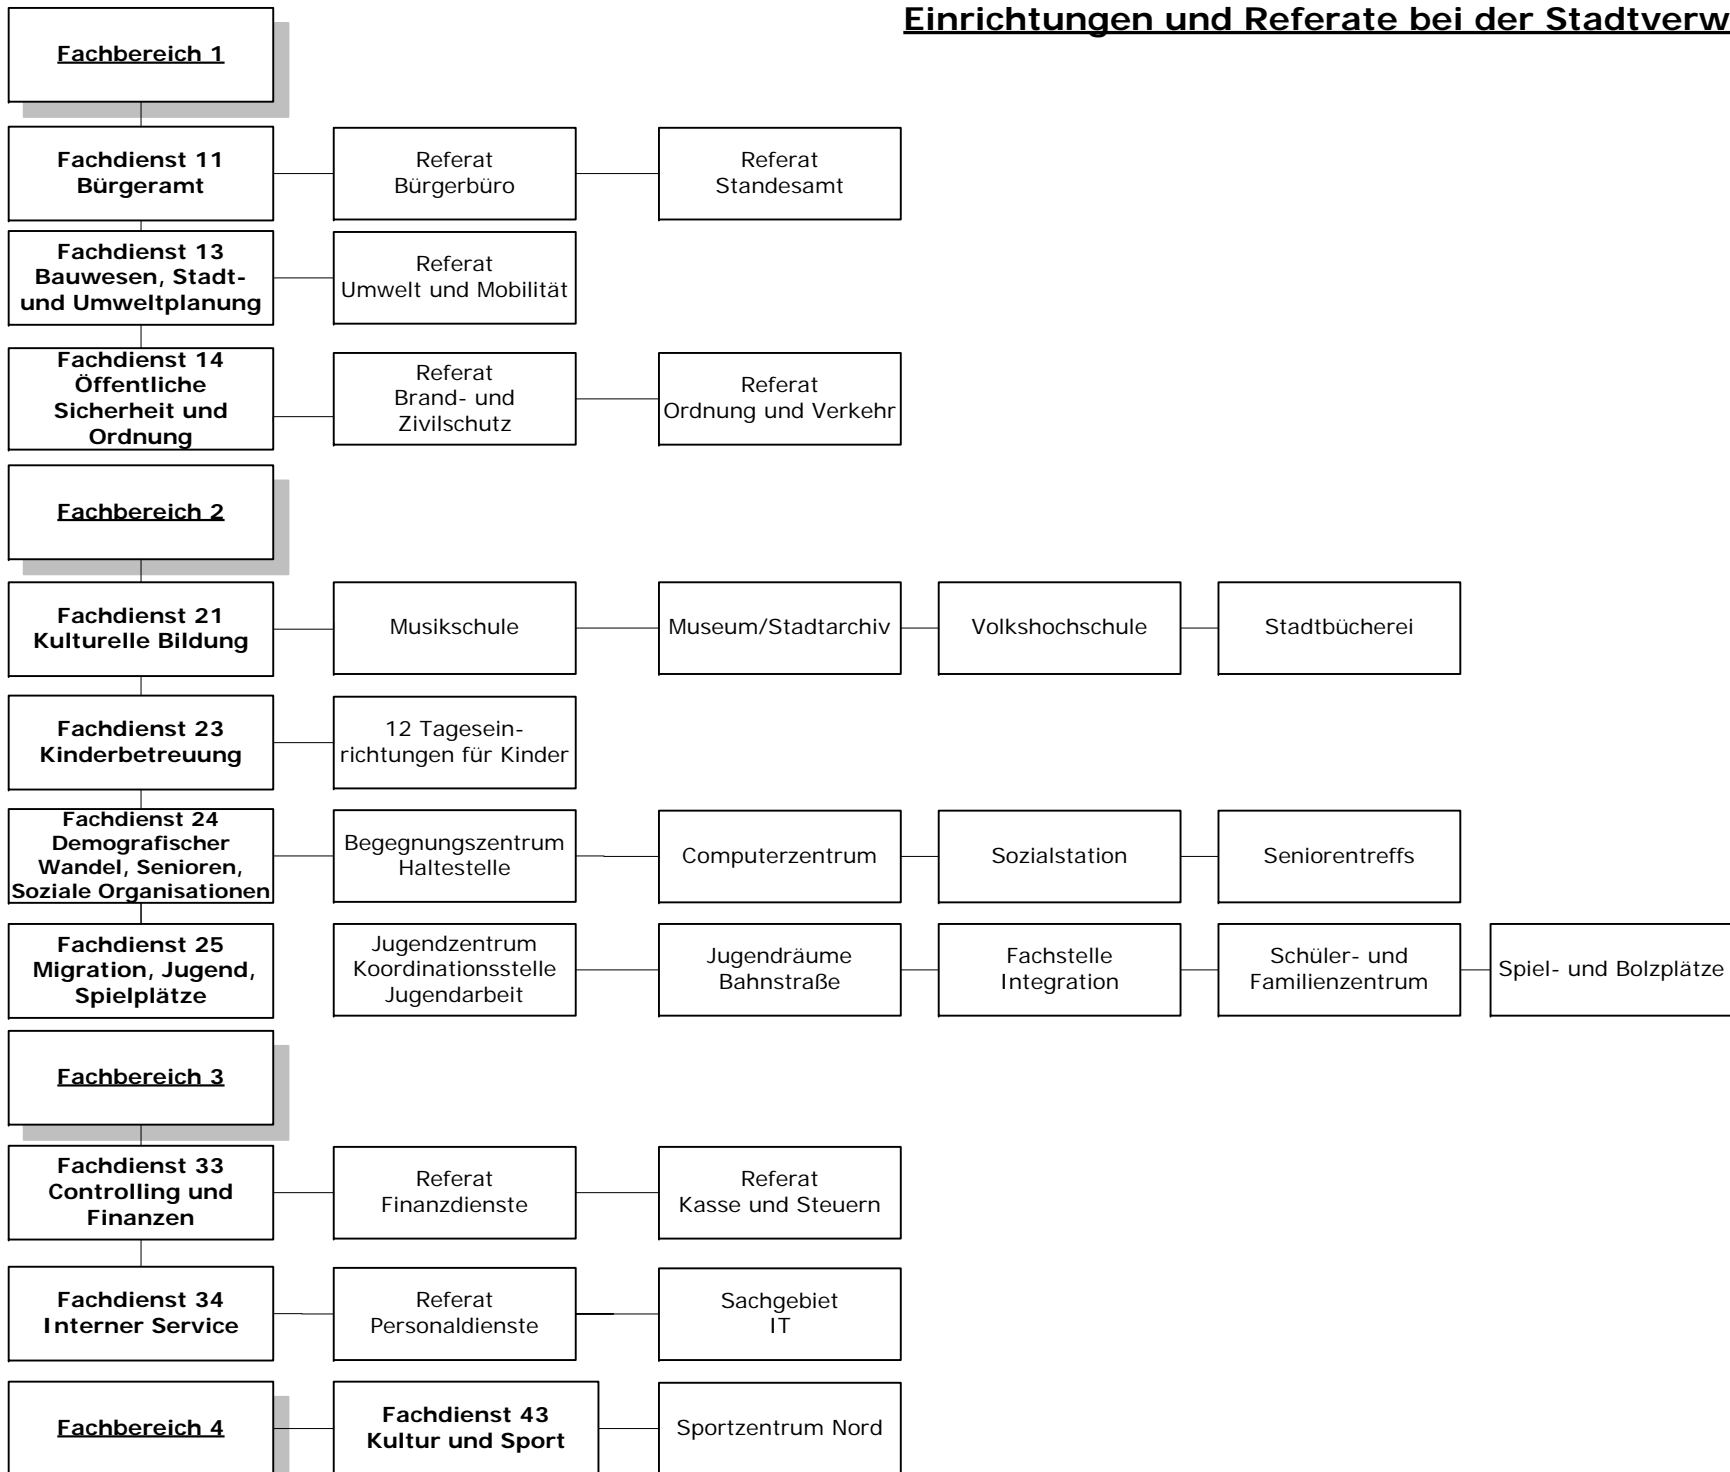 Einrichtungen und Referate bei der Stadtverw
Fachbereich 1
Fachdienst 11
Bürgeramt
Referat
Bürgerbüro
Referat
Standesamt
Fachdienst 13
Bauwesen, Stadt-
und Umweltplanung
Referat
Umwelt und Mobilität
Fachdienst 14
Öffentliche
Sicherheit und
Ordnung
Referat
Brand- und
Zivilschutz
Referat
Ordnung und Verkehr
Fachbereich 2
Fachdienst 21
Kulturelle Bildung
Musikschule
Museum/Stadtarchiv
Volkshochschule
Stadtbücherei
Fachdienst 23
Kinderbetreuung
12 Tagesein-
richtungen für Kinder
Fachdienst 24
Demografischer
Wandel, Senioren,
Soziale Organisationen
Begegnungszentrum
Haltestelle
Computerzentrum
Sozialstation
Seniorentreffs
Fachdienst 25
Migration, Jugend,
Spielplätze
Jugendzentrum
Koordinationsstelle
Jugendarbeit
Jugendräume
Bahnstraße
Fachstelle
Integration
Schüler- und
Familienzentrum
Spiel- und Bolzplätze
Fachbereich 3
Fachdienst 33
Controlling und
Finanzen
Referat
Finanzdienste
Referat
Kasse und Steuern
Fachdienst 34
Interner Service
Referat
Personaldienste
Sachgebiet
IT
Fachbereich 4
Fachdienst 43
Kultur und Sport
Sportzentrum Nord